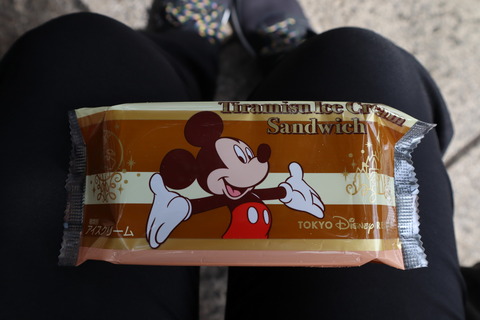 Tiramisu Ice Cream
Sandwich
アイスクリーム
TOKYO Disney